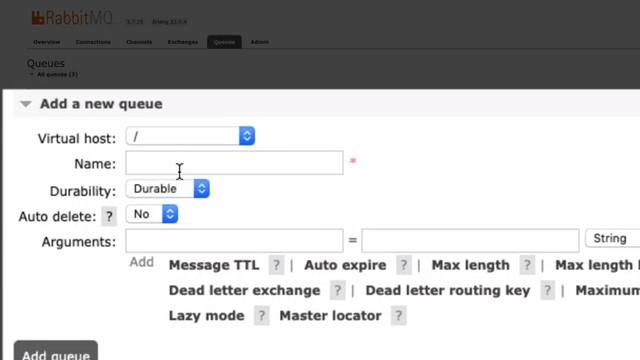 RabbitMQ 3.7.15 Erlang 22.0.4
Overview Connections Channels Exchanges Queues Admin
Queues
All queues (3)
Add a new queue
Virtual host: /
Name: *
Durability: Durable
Auto delete: ? No
Arguments: = String
Add Message TTL ? | Auto expire ? | Max length ? | Max length
Dead letter exchange ? | Dead letter routing key ? | Maximum
Lazy mode ? Master locator ?
Add queue